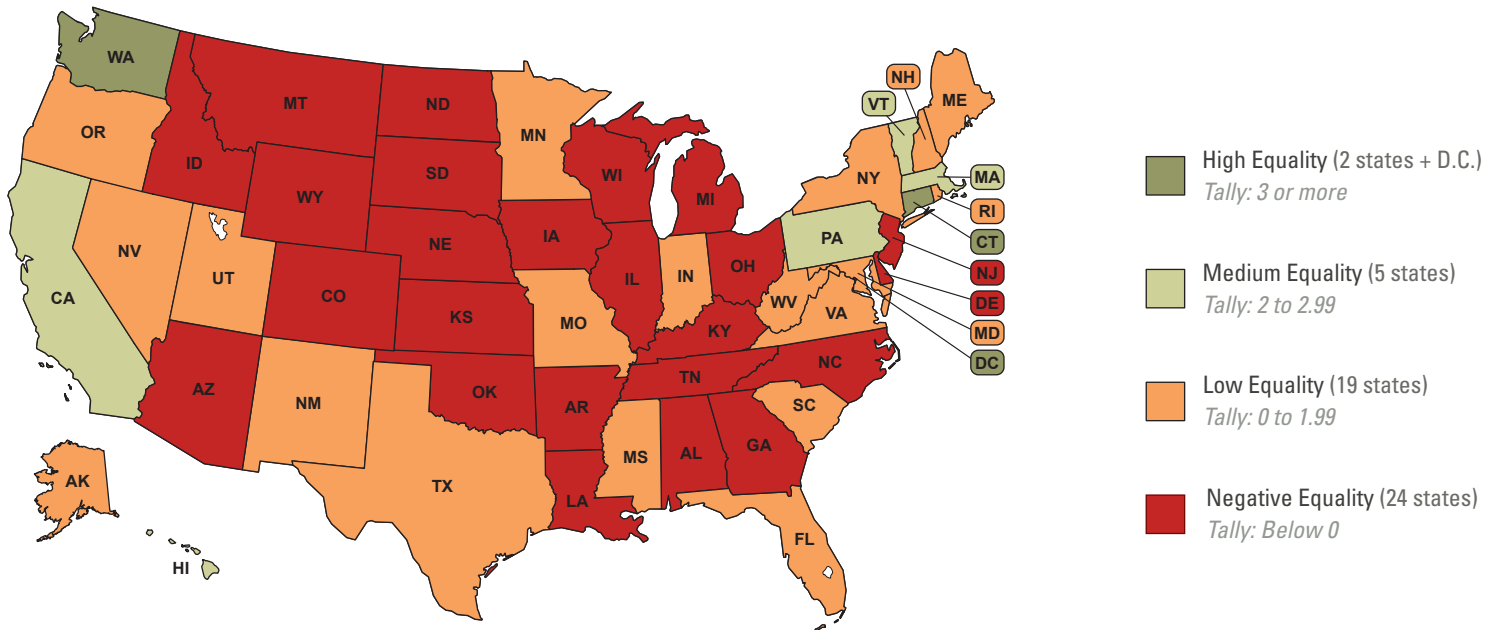 WA
MT
ND
MN
NH
ME
VT
OR
ID
SD
WI
MI
NY
MA
WY
RI
NE
IA
PA
CT
NV
UT
CO
IL
IN
OH
NJ
CA
WV
DE
KS
MO
KY
VA
MD
DC
NC
AZ
NM
OK
TN
AR
SC
TX
MS
AL
GA
LA
AK
FL
HI
High Equality (2 states + D.C.)
Tally: 3 or more
Medium Equality (5 states)
Tally: 2 to 2.99
Low Equality (19 states)
Tally: 0 to 1.99
Negative Equality (24 states)
Tally: Below 0